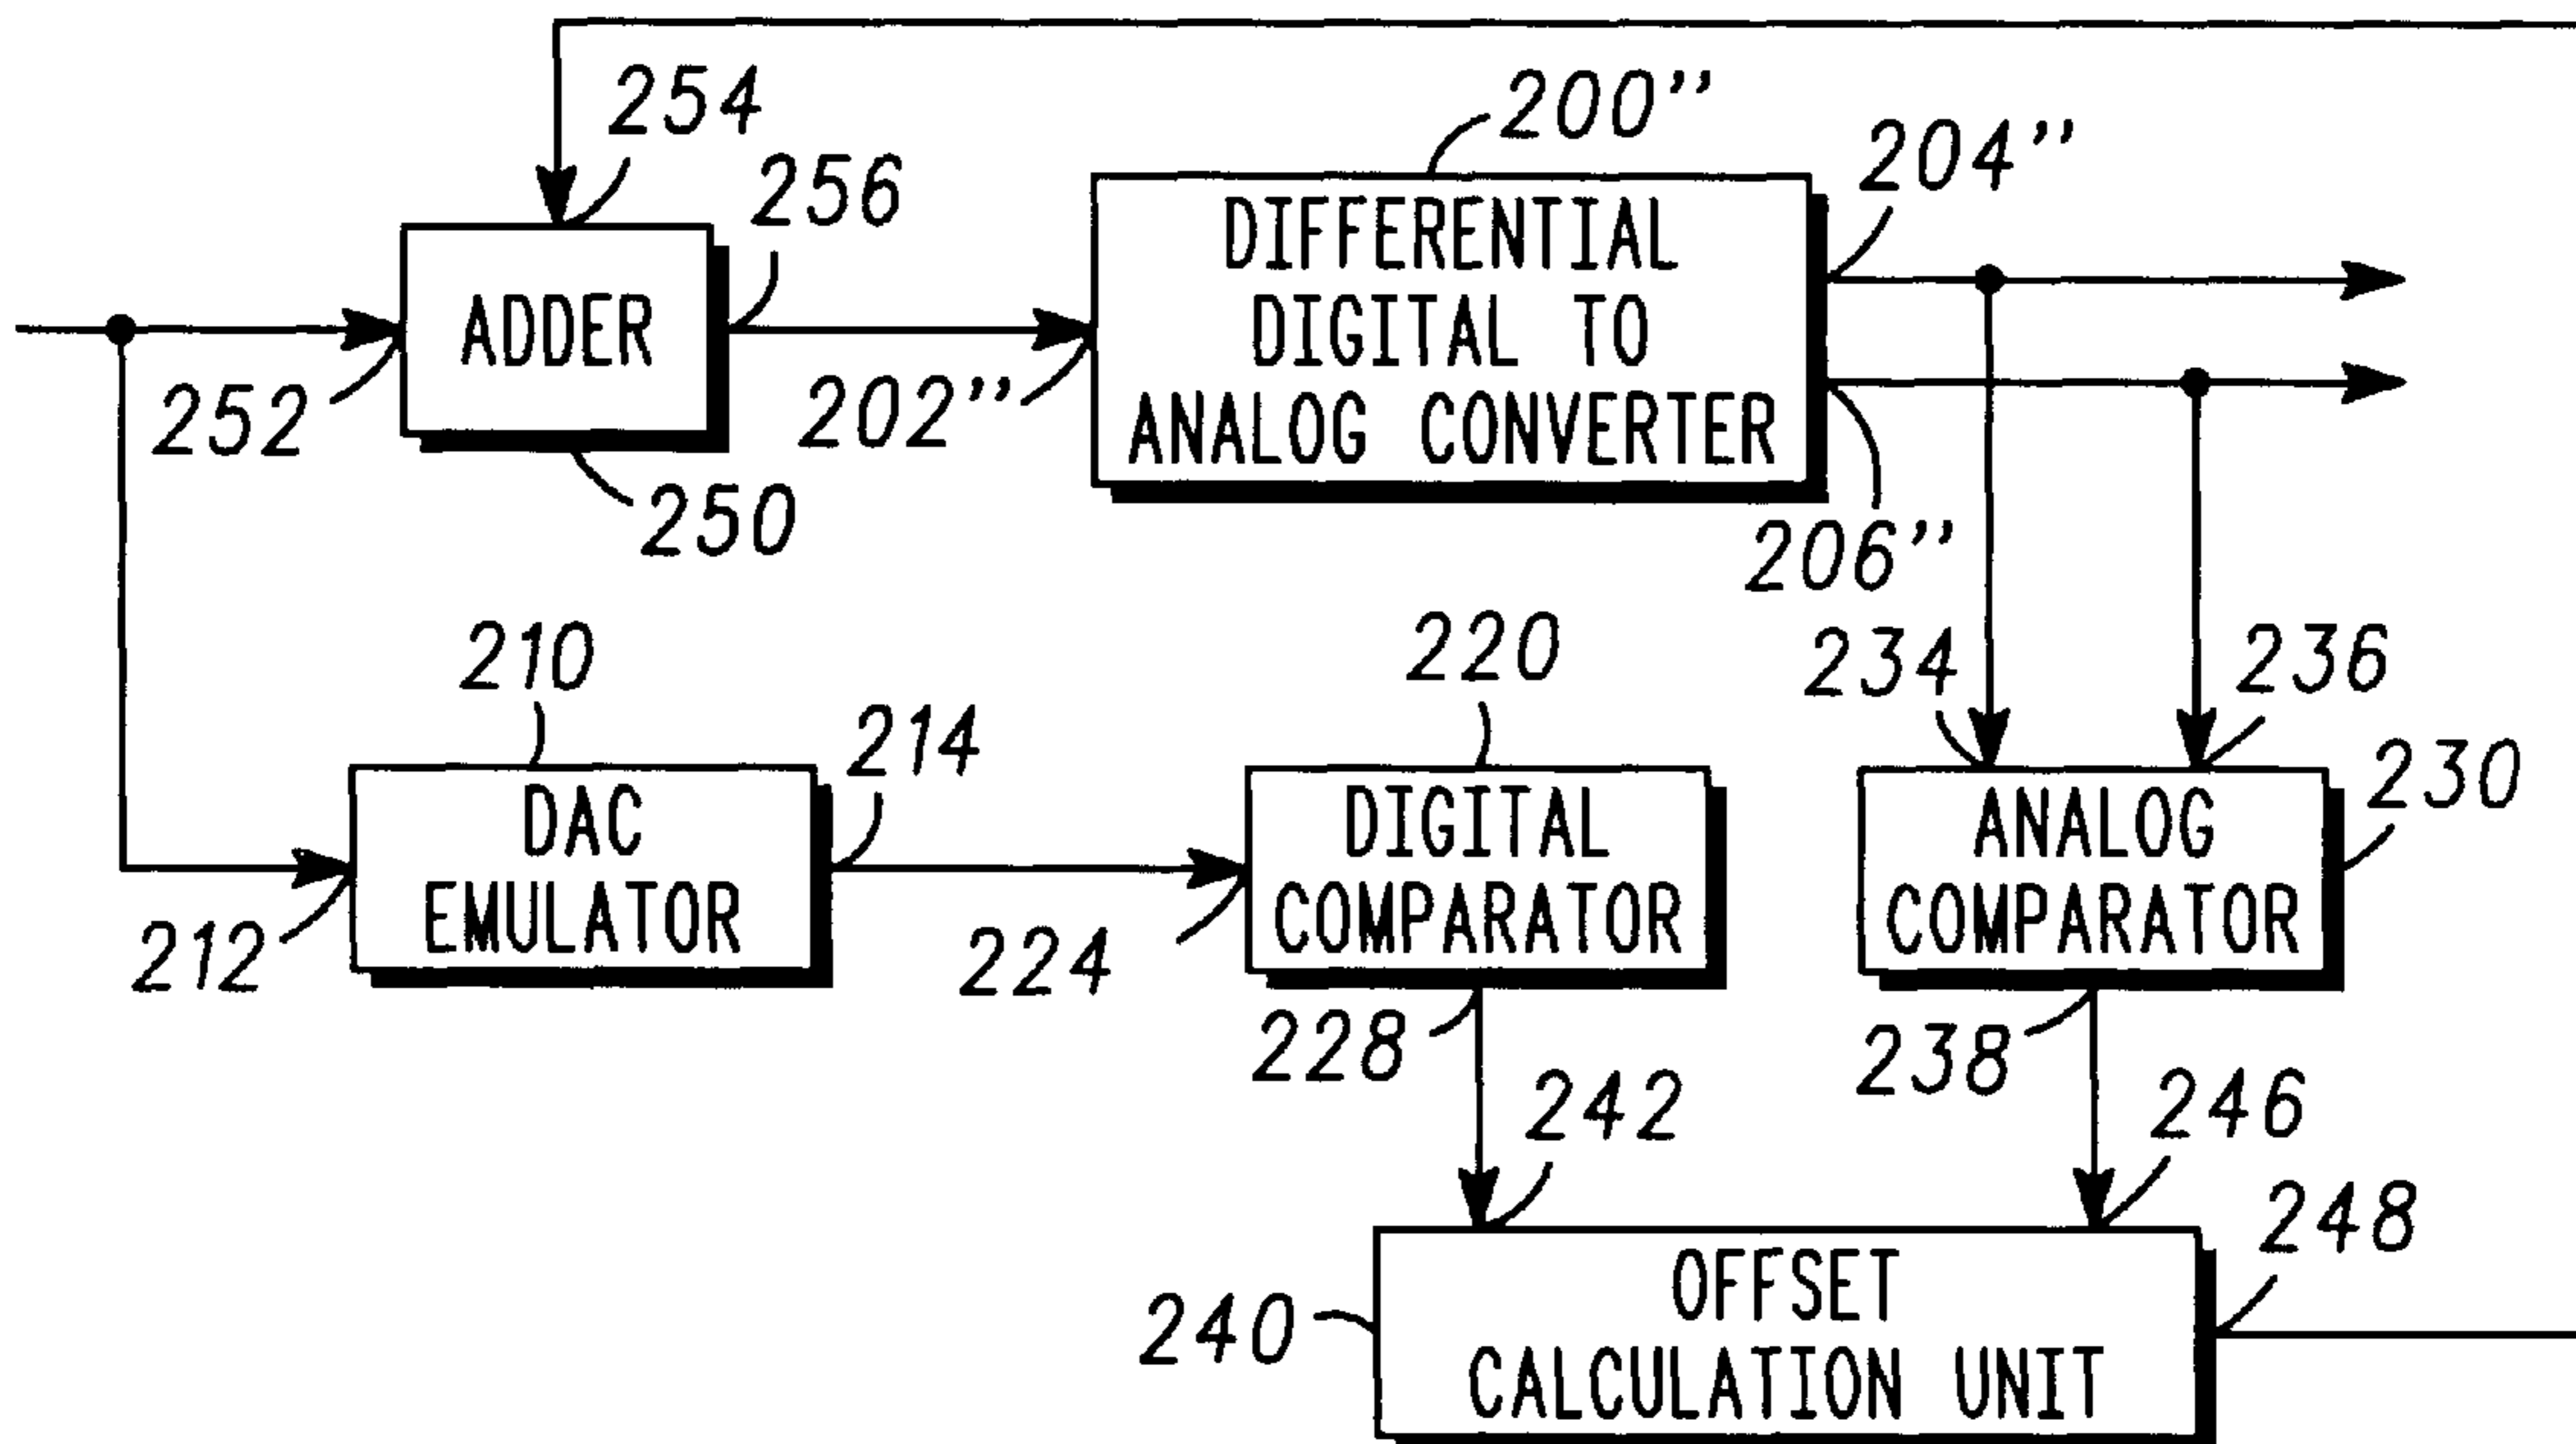 254
256
200"
204"
ADDER
DIFFERENTIAL
DIGITAL TO
ANALOG CONVERTER
252
202"
250
206"
210
214
220
234
236
230
DAC
EMULATOR
DIGITAL
COMPARATOR
ANALOG
COMPARATOR
212
224
228
238
242
246
248
240
OFFSET
CALCULATION UNIT